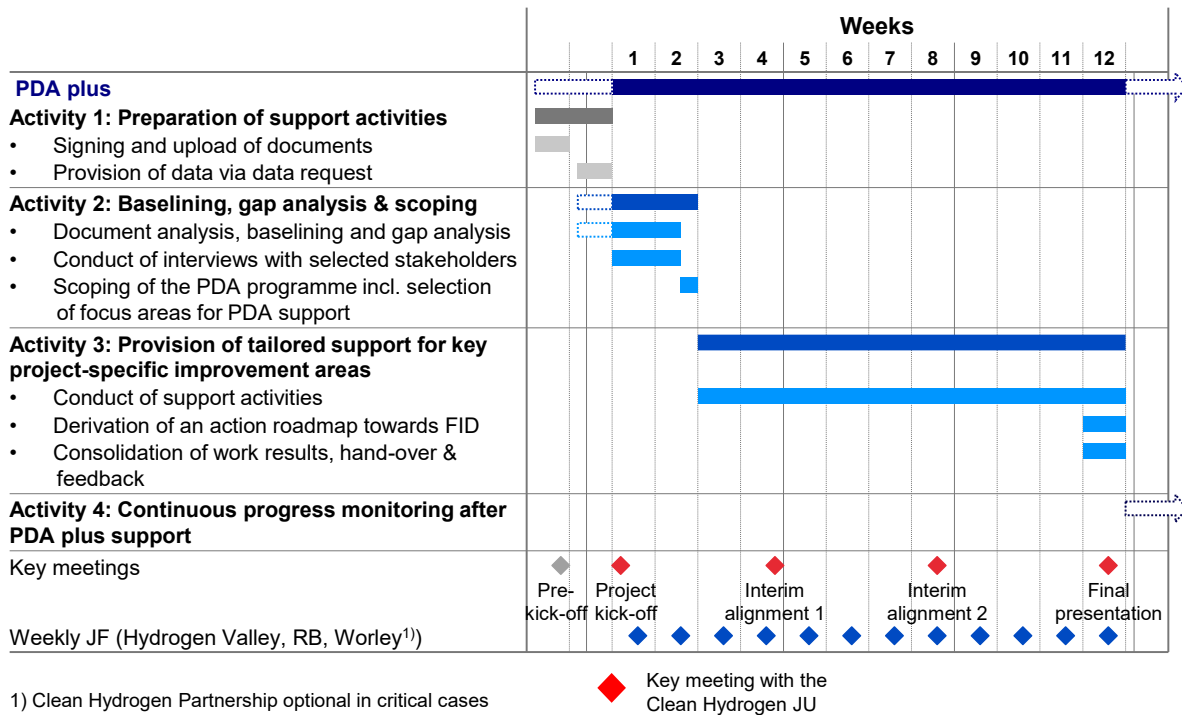 Weeks
1 2 3 4 5 6 7 8 9 10 11 12
PDA plus
Activity 1: Preparation of support activities
• Signing and upload of documents
• Provision of data via data request
Activity 2: Baselining, gap analysis & scoping
• Document analysis, baselining and gap analysis
• Conduct of interviews with selected stakeholders
• Scoping of the PDA programme incl. selection
of focus areas for PDA support
Activity 3: Provision of tailored support for key
project-specific improvement areas
• Conduct of support activities
• Derivation of an action roadmap towards FID
• Consolidation of work results, hand-over &
feedback
Activity 4: Continuous progress monitoring after
PDA plus support
Key meetings
Pre-
kick-off
Project
kick-off
Interim
alignment 1
Interim
alignment 2
Final
presentation
Weekly JF (Hydrogen Valley, RB, Worley1))
1) Clean Hydrogen Partnership optional in critical cases
Key meeting with the
Clean Hydrogen JU